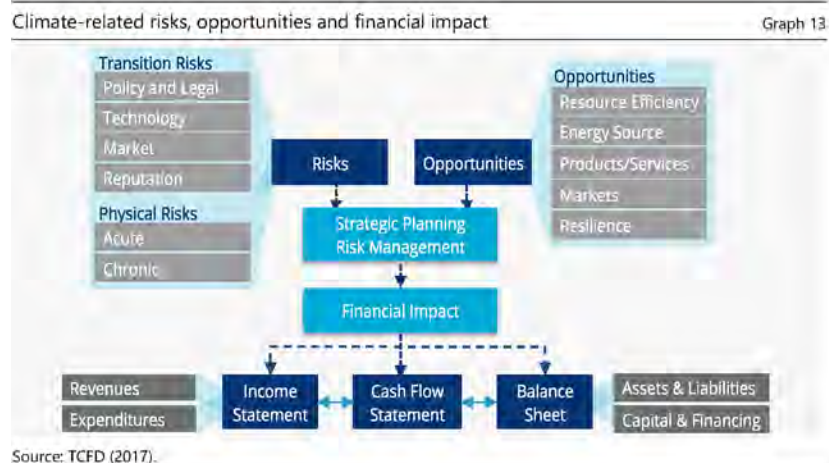 Climate-related risks, opportunities and financial impact
Graph 13
Transition Risks
Policy and Legal
Technology
Market
Reputation
Physical Risks
Acute
Chronic
Risks
Opportunities
Opportunities
Resource Efficiency
Energy Source
Products/Services
Markets
Resilience
Strategic Planning
Risk Management
Financial Impact
Revenues
Expenditures
Income
Statement
Cash Flow
Statement
Balance
Sheet
Assets & Liabilities
Capital & Financing
Source: TCFD (2017).